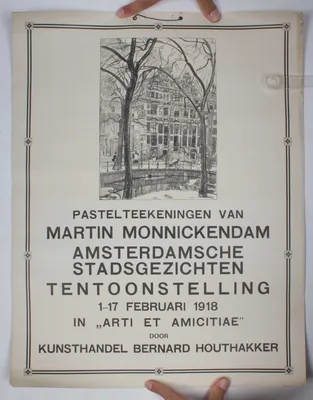 PASTELTEEKENINGEN VAN
MARTIN MONNICKENDAM
AMSTERDAMSCHE
STADSGEZICHTEN
TENTOONSTELLING
1-17 FEBRUARI 1918
IN „ARTI ET AMICITIAE"
DOOR
KUNSTHANDEL BERNARD HOUTHAKKER